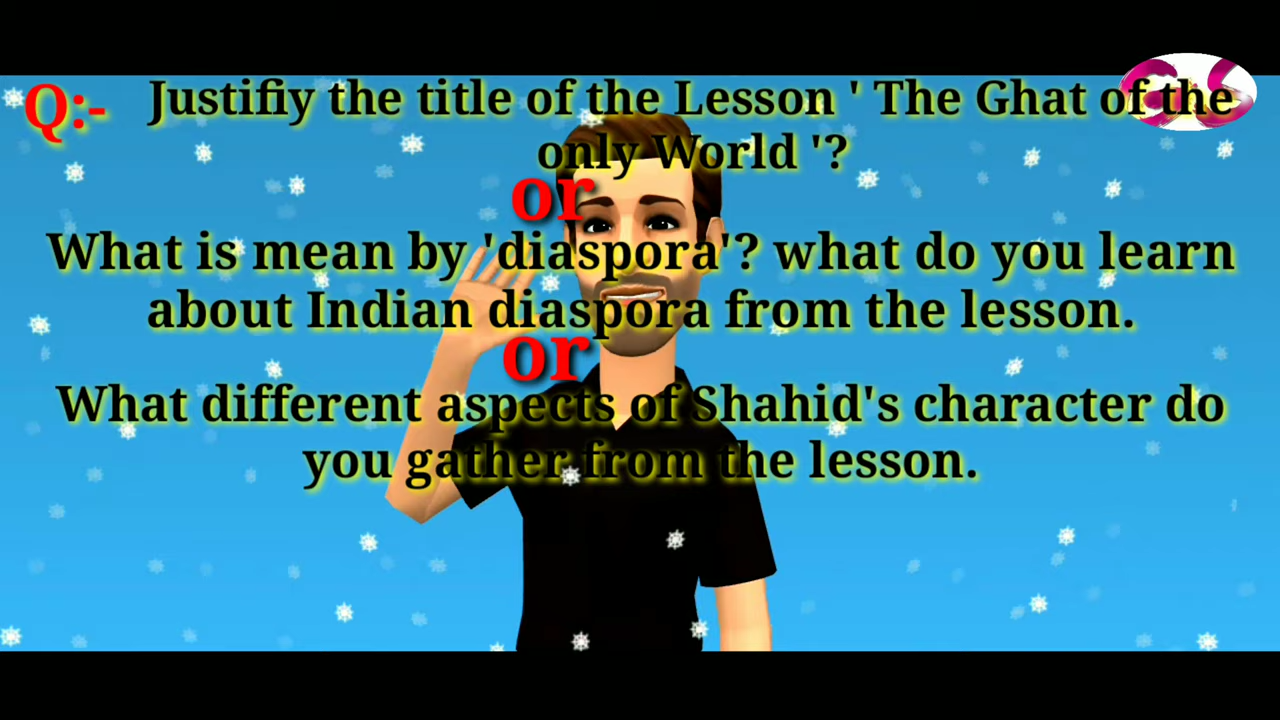 Q:- Justifiy the title of the Lesson ' The Ghat of the
only World '?
or
What is mean by 'diaspora'? what do you learn
about Indian diaspora from the lesson.
or
What different aspects of Shahid's character do
you gather from the lesson.